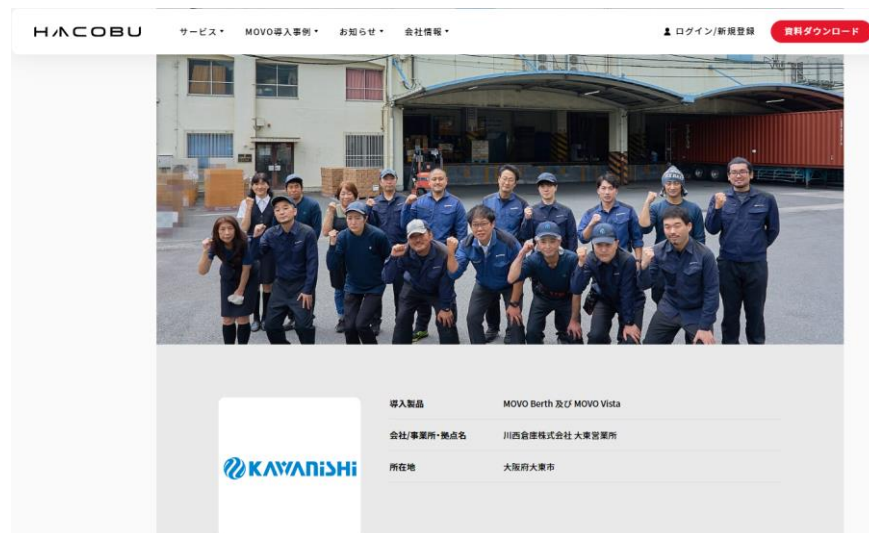 HACOBU
サービス
MOVO導入事例
お知らせ
会社情報
ログイン/新規登録
資料ダウンロード
導入製品
MOVO Berth 及び MOVO Vista
会社/事業所・拠点名
川西倉庫株式会社 大東営業所
KAWANiSHi
所在地
大阪府大東市